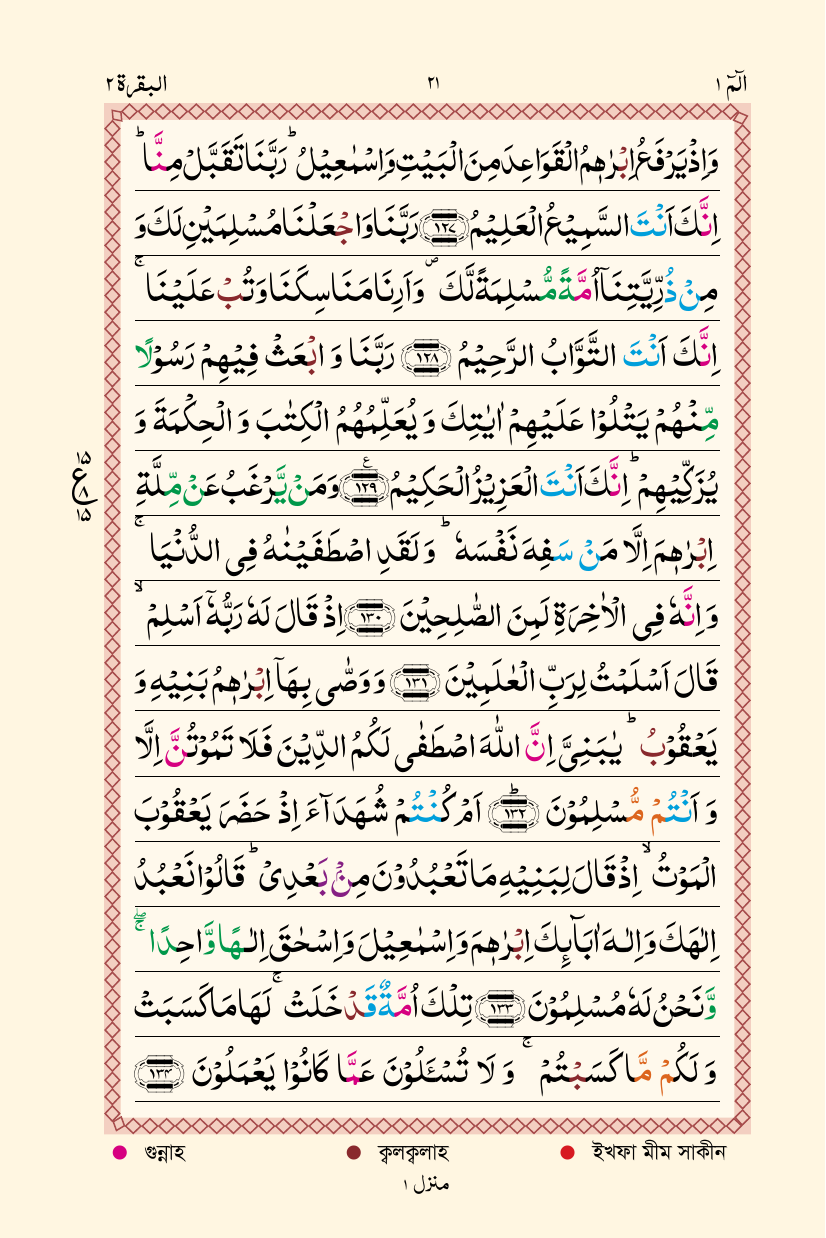 الٓمّٓ ١ ٢١ البقرة ٢
وَاِذْ يَرْفَعُ اِبْرٰهٖمُ الْقَوَاعِدَ مِنَ الْبَيْتِ وَاِسْمٰعِيْلُ ؕ رَبَّنَا تَقَبَّلْ مِنَّا ؕ
اِنَّكَ اَنْتَ السَّمِيْعُ الْعَلِيْمُ ١٢٧ رَبَّنَا وَاجْعَلْنَا مُسْلِمَيْنِ لَكَ وَ
مِنْ ذُرِّيَّتِنَاۤ اُمَّةً مُّسْلِمَةً لَّكَ ۪ وَاَرِنَا مَنَاسِكَنَا وَتُبْ عَلَيْنَا ۚ
اِنَّكَ اَنْتَ التَّوَّابُ الرَّحِيْمُ ١٢٨ رَبَّنَا وَ ابْعَثْ فِيْهِمْ رَسُوْلًا
مِّنْهُمْ يَتْلُوْا عَلَيْهِمْ اٰيٰتِكَ وَ يُعَلِّمُهُمُ الْكِتٰبَ وَ الْحِكْمَةَ وَ
يُزَكِّيْهِمْ ؕ اِنَّكَ اَنْتَ الْعَزِيْزُ الْحَكِيْمُ ١٢٩ ع وَمَنْ يَّرْغَبُ عَنْ مِّلَّةِ
١٥ ع ٨ ١٥
اِبْرٰهٖمَ اِلَّا مَنْ سَفِهَ نَفْسَهٗ ؕ وَ لَقَدِ اصْطَفَيْنٰهُ فِى الدُّنْيَا ۚ
وَاِنَّهٗ فِى الْاٰخِرَةِ لَمِنَ الصّٰلِحِيْنَ ١٣٠ اِذْ قَالَ لَهٗ رَبُّهٗۤ اَسْلِمْ ۙ
قَالَ اَسْلَمْتُ لِرَبِّ الْعٰلَمِيْنَ ١٣١ وَ وَصّٰى بِهَاۤ اِبْرٰهٖمُ بَنِيْهِ وَ
يَعْقُوْبُ ؕ يٰبَنِىَّ اِنَّ اللّٰهَ اصْطَفٰى لَكُمُ الدِّيْنَ فَلَا تَمُوْتُنَّ اِلَّا
وَ اَنْتُمْ مُّسْلِمُوْنَ ؕ ١٣٢ اَمْ كُنْتُمْ شُهَدَآءَ اِذْ حَضَرَ يَعْقُوْبَ
الْمَوْتُ ۙ اِذْ قَالَ لِبَنِيْهِ مَا تَعْبُدُوْنَ مِنْۢ بَعْدِىْ ؕ قَالُوْا نَعْبُدُ
اِلٰهَكَ وَاِلٰهَ اٰبَآئِكَ اِبْرٰهٖمَ وَاِسْمٰعِيْلَ وَاِسْحٰقَ اِلٰهًا وَّاحِدًا ۖۚ
وَّنَحْنُ لَهٗ مُسْلِمُوْنَ ١٣٣ تِلْكَ اُمَّةٌ قَدْ خَلَتْ ۚ لَهَا مَا كَسَبَتْ
وَ لَكُمْ مَّا كَسَبْتُمْ ۚ وَ لَا تُسْـَٔلُوْنَ عَمَّا كَانُوْا يَعْمَلُوْنَ ١٣٤
গুন্নাহ ক্বলক্বলাহ ইখফা মীম সাকীন
منزل ١